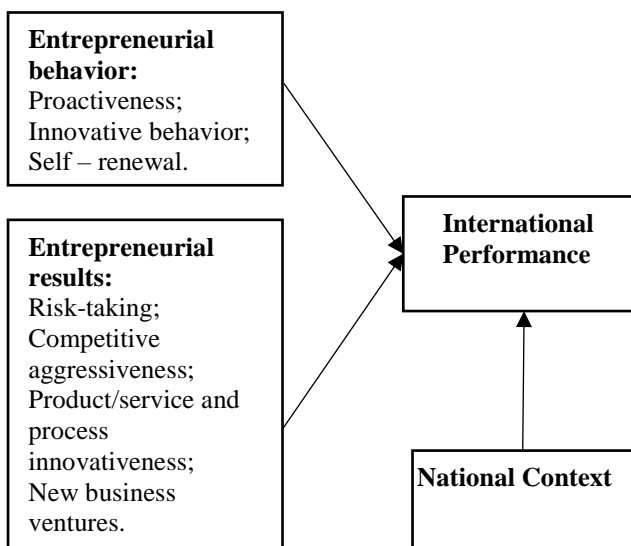 Entrepreneurial
behavior:
Proactiveness;
Innovative behavior;
Self – renewal.
Entrepreneurial
results:
Risk-taking;
Competitive
aggressiveness;
Product/service and
process
innovativeness;
New business
ventures.
International
Performance
National Context